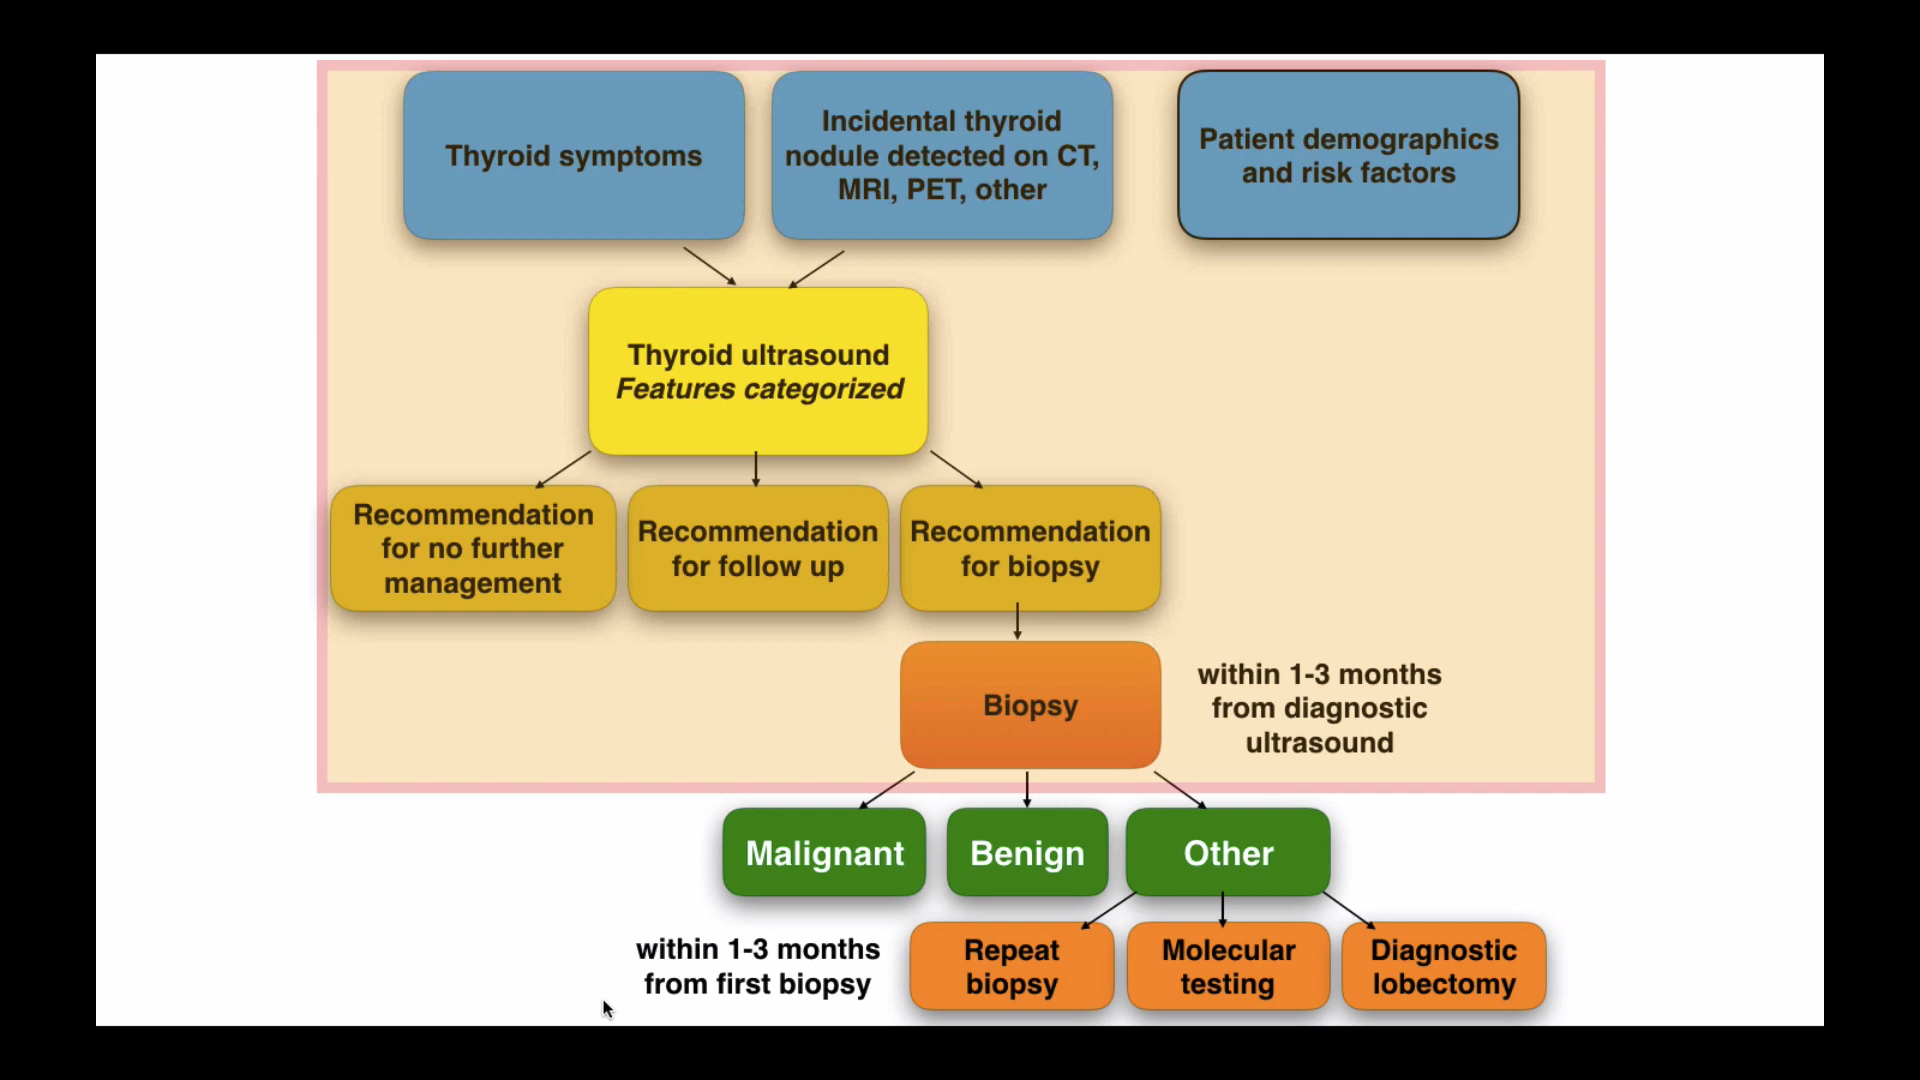 Thyroid symptoms
Incidental thyroid
nodule detected on CT,
MRI, PET, other
Patient demographics
and risk factors
Thyroid ultrasound
Features categorized
Recommendation
for no further
management
Recommendation
for follow up
Recommendation
for biopsy
Biopsy
within 1-3 months
from diagnostic
ultrasound
Malignant
Benign
Other
within 1-3 months
from first biopsy
Repeat
biopsy
Molecular
testing
Diagnostic
lobectomy